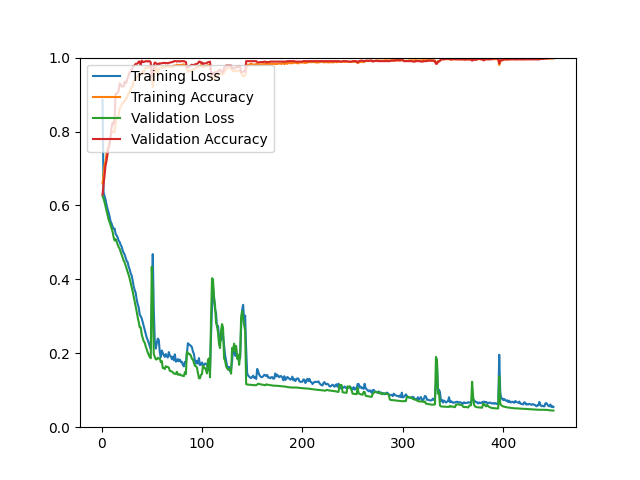 1.0
0.8
0.6
0.4
0.2
0.0
Training Loss
Training Accuracy
Validation Loss
Validation Accuracy
0 100 200 300 400